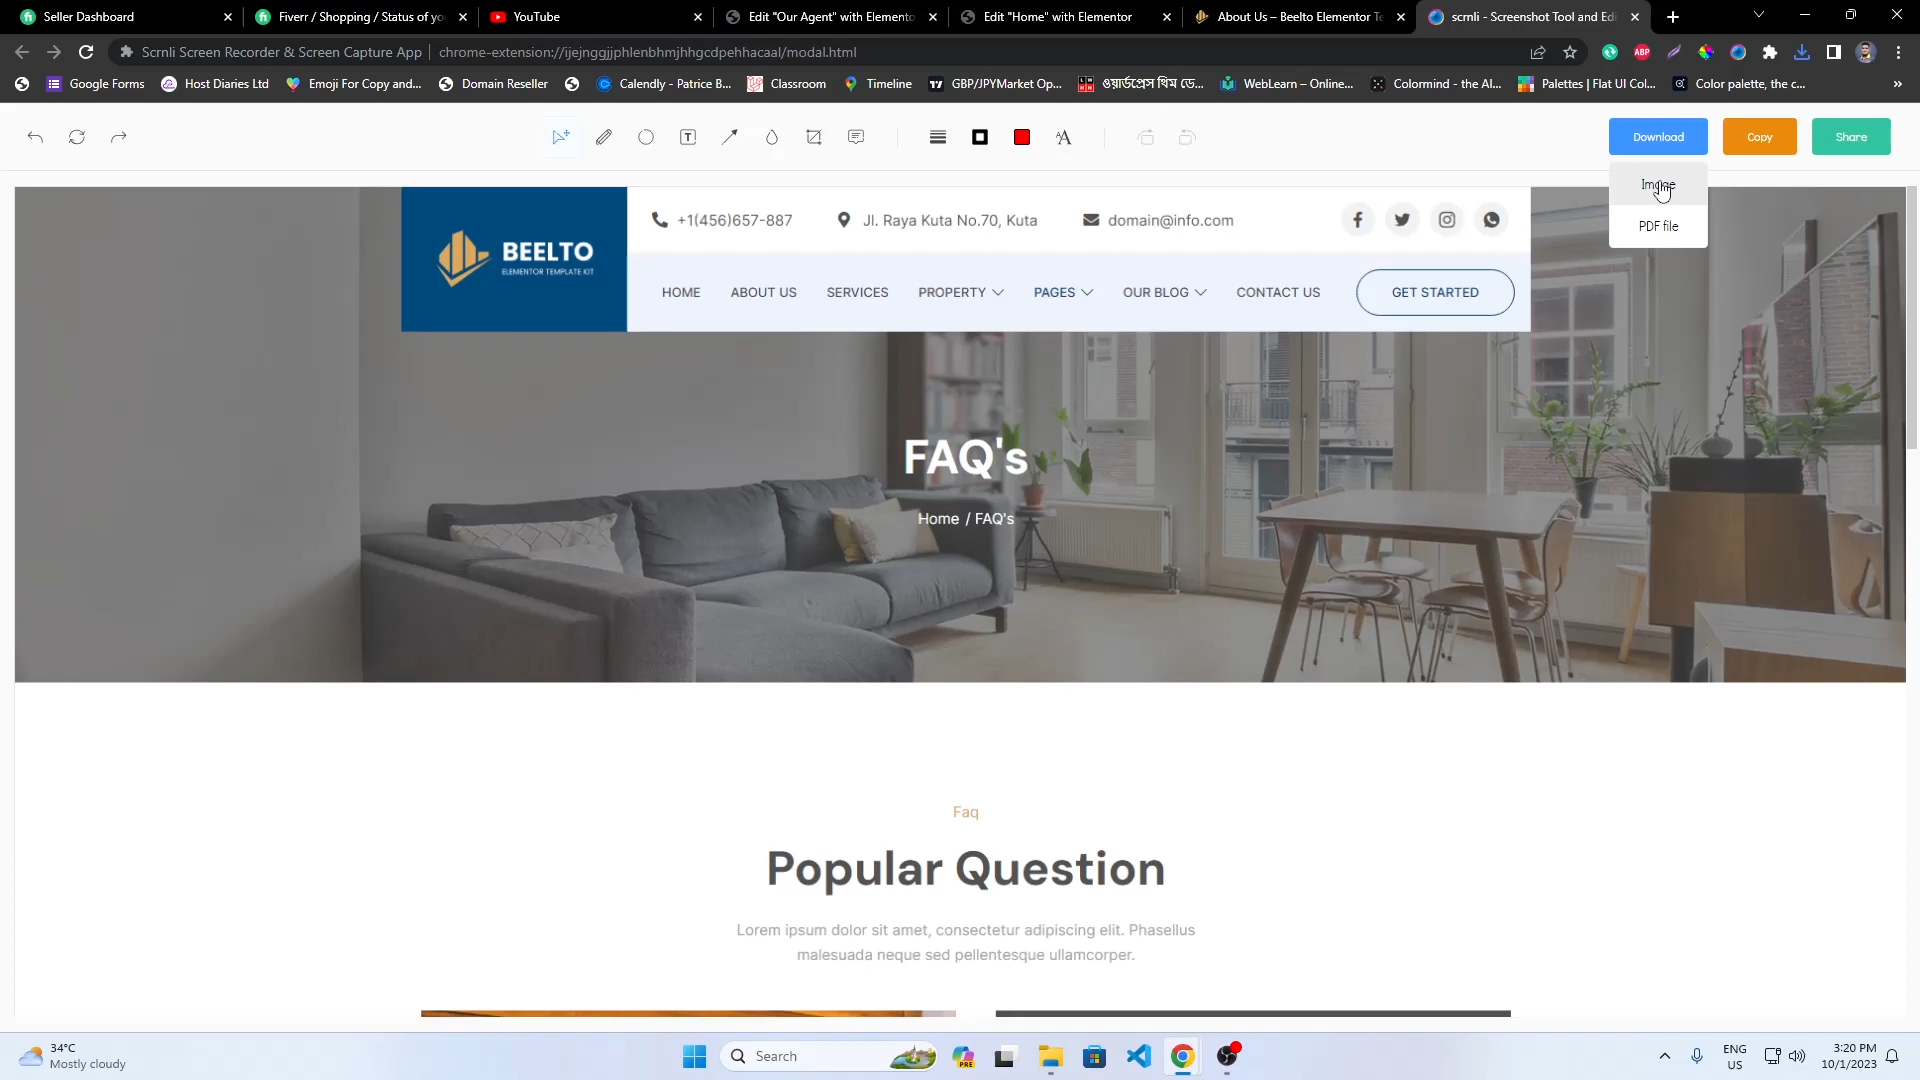 Seller Dashboard
Fiverr / Shopping / Status of yo
YouTube
Edit "Our Agent" with Elemento
Edit "Home" with Elementor
About Us – Beelto Elementor Te
scrnli - Screenshot Tool and Edi
Scrnli Screen Recorder & Screen Capture App
chrome-extension://ijejnggjjphlenbhmjhhgcdpehhacaal/modal.html
Google Forms
Host Diaries Ltd
Emoji For Copy and...
Domain Reseller
Calendly - Patrice B...
Classroom
Timeline
GBP/JPYMarket Op...
ওয়ার্ডপ্রেস থিম ডে...
WebLearn – Online...
Colormind - the AI...
Palettes | Flat UI Col...
Color palette, the c...
»
Download
Copy
Share
Image
PDF file
BEELTO
ELEMENTOR TEMPLATE KIT
+1(456)657-887
Jl. Raya Kuta No.70, Kuta
domain@info.com
HOME
ABOUT US
SERVICES
PROPERTY
PAGES
OUR BLOG
CONTACT US
GET STARTED
FAQ's
Home / FAQ's
Faq
Popular Question
Lorem ipsum dolor sit amet, consectetur adipiscing elit. Phasellus
malesuada neque sed pellentesque ullamcorper.
34°C
Mostly cloudy
Search
PRE
ENG
US
3:20 PM
10/1/2023